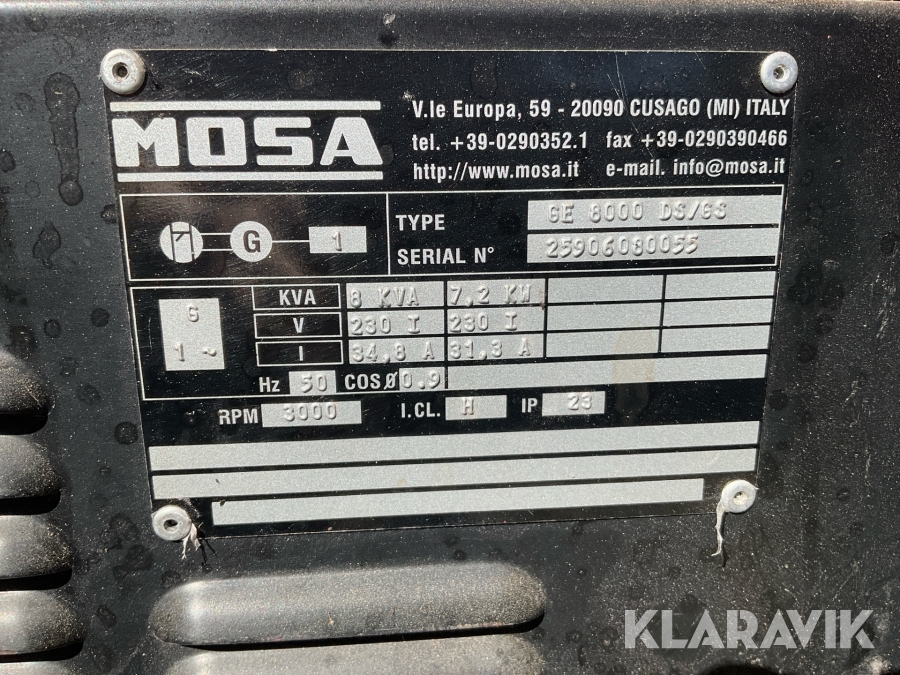 MOSA
V.le Europa, 59 - 20090 CUSAGO (MI) ITALY
tel. +39-0290352.1 fax +39-0290390466
http://www.mosa.it e-mail. info@mosa.it
G 1
TYPE GE 8000 DS/GS
SERIAL N° 25906080055
G
1 ~
KVA 8 KVA 7,2 KW
V 230 I 230 I
I 34,8 A 31,3 A
Hz 50 COSØ 0.9
RPM 3000 I.CL. H IP 23
KLARAVIK